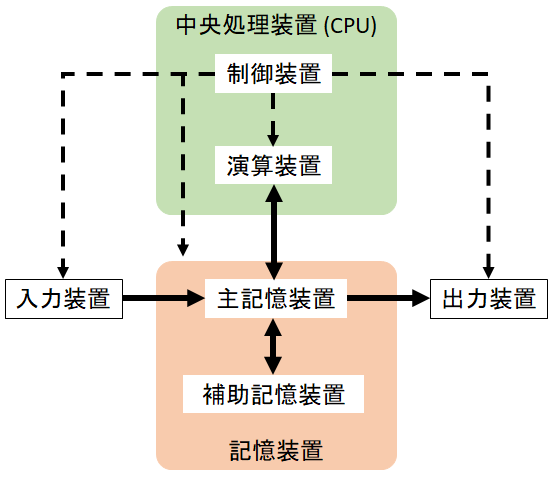 中央処理装置 (CPU)
制御装置
演算装置
入力装置
主記憶装置
出力装置
補助記憶装置
記憶装置